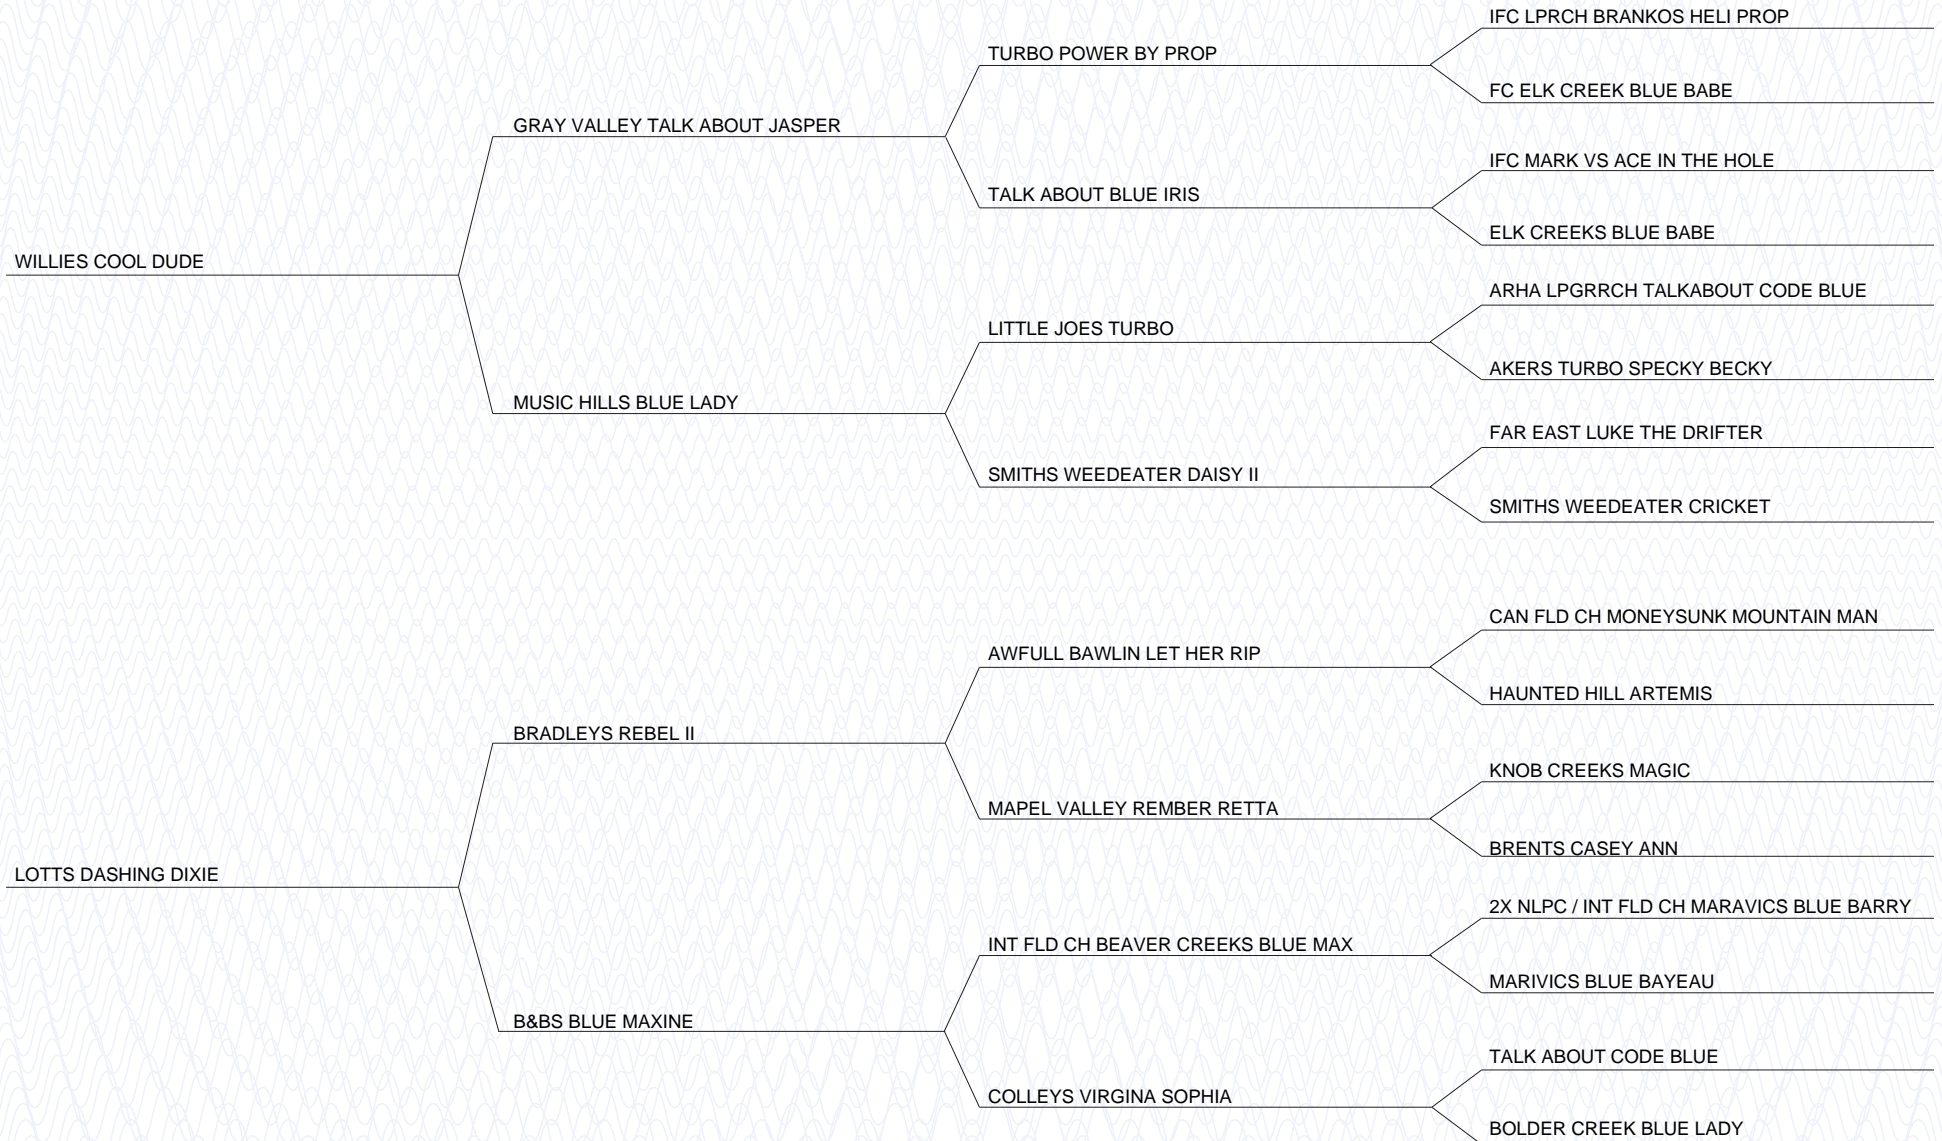 IFC LPRCH BRANKOS HELI PROP
TURBO POWER BY PROP
FC ELK CREEK BLUE BABE
GRAY VALLEY TALK ABOUT JASPER
IFC MARK VS ACE IN THE HOLE
TALK ABOUT BLUE IRIS
ELK CREEKS BLUE BABE
WILLIES COOL DUDE
ARHA LPGRRCH TALKABOUT CODE BLUE
LITTLE JOES TURBO
AKERS TURBO SPECKY BECKY
MUSIC HILLS BLUE LADY
FAR EAST LUKE THE DRIFTER
SMITHS WEEDEATER DAISY II
SMITHS WEEDEATER CRICKET
CAN FLD CH MONEYSUNK MOUNTAIN MAN
AWFULL BAWLIN LET HER RIP
HAUNTED HILL ARTEMIS
BRADLEYS REBEL II
KNOB CREEKS MAGIC
MAPEL VALLEY REMBER RETTA
BRENTS CASEY ANN
LOTTS DASHING DIXIE
2X NLPC / INT FLD CH MARAVICS BLUE BARRY
INT FLD CH BEAVER CREEKS BLUE MAX
MARIVICS BLUE BAYEAU
B&BS BLUE MAXINE
TALK ABOUT CODE BLUE
COLLEYS VIRGINA SOPHIA
BOLDER CREEK BLUE LADY